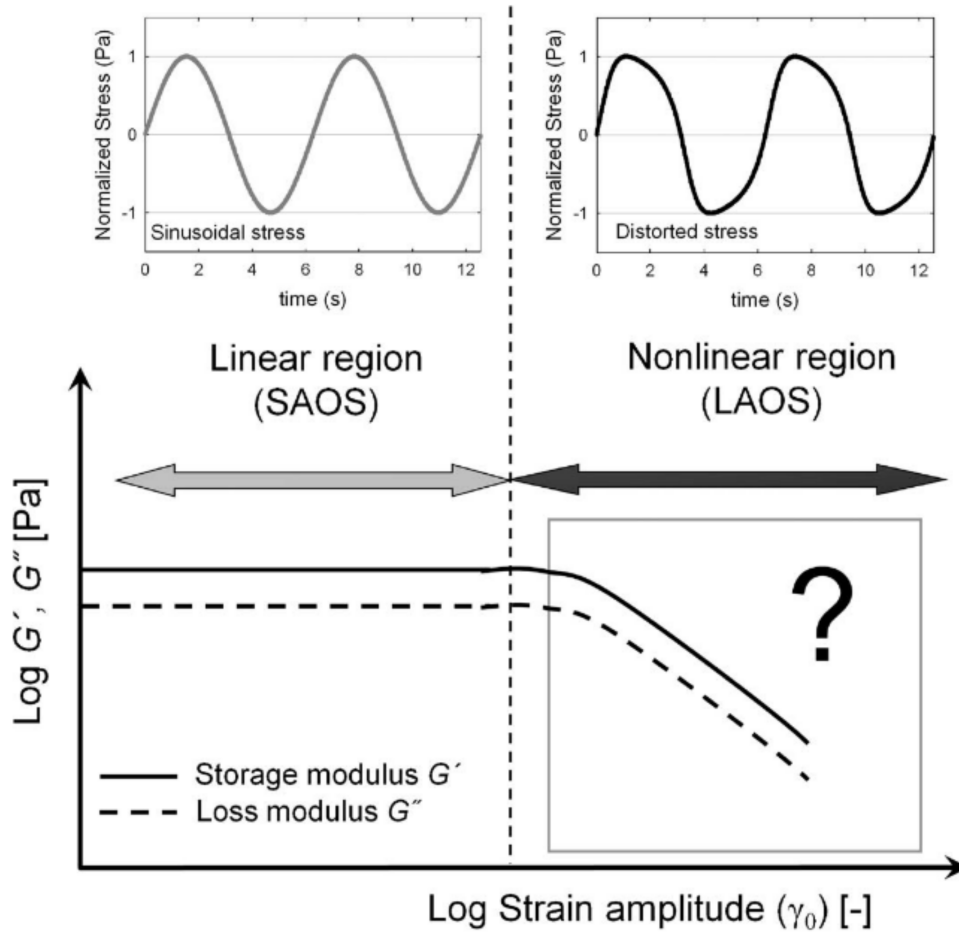 Normalized Stress (Pa)
1
0
-1
Sinusoidal stress
0 2 4 6 8 10 12
time (s)
Normalized Stress (Pa)
1
0
-1
Distorted stress
0 2 4 6 8 10 12
time (s)
Linear region
(SAOS)
Nonlinear region
(LAOS)
Log G′, G″ [Pa]
?
Storage modulus G′
Loss modulus G″
Log Strain amplitude (γ₀) [-]